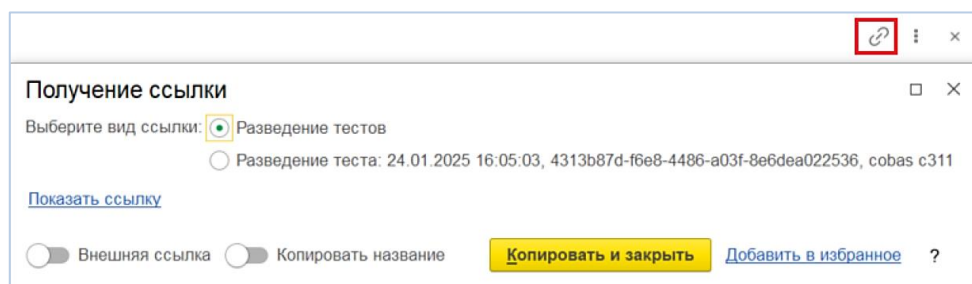 Получение ссылки
Выберите вид ссылки: Разведение тестов
Разведение теста: 24.01.2025 16:05:03, 4313b87d-f6e8-4486-a03f-8e6dea022536, cobas c311
Показать ссылку
Внешняя ссылка Копировать название Копировать и закрыть Добавить в избранное ?